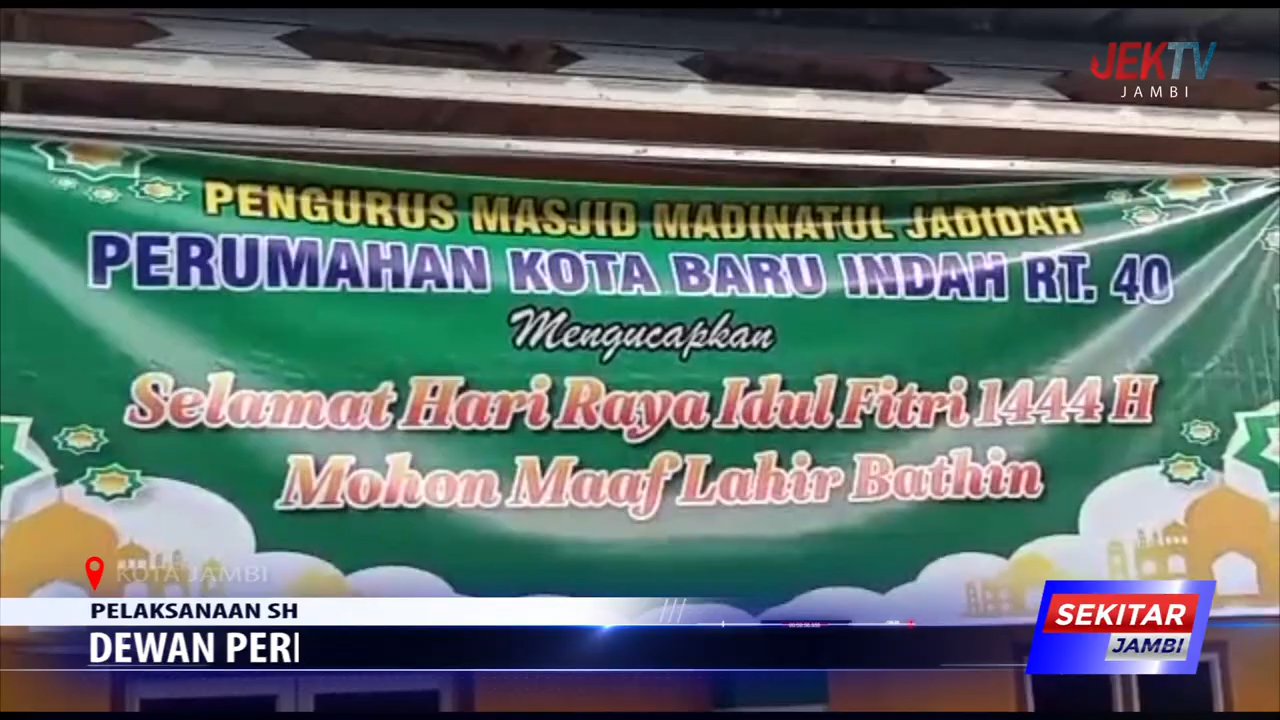 JEKTV
JAMBI
PENGURUS MASJID MADINATUL JADIDAH
PERUMAHAN KOTA BARU INDAH RT. 40
Mengucapkan
Selamat Hari Raya Idul Fitri 1444 H
Mohon Maaf Lahir Bathin
KOTA JAMBI
PELAKSANAAN SH
DEWAN PERI
SEKITAR
JAMBI